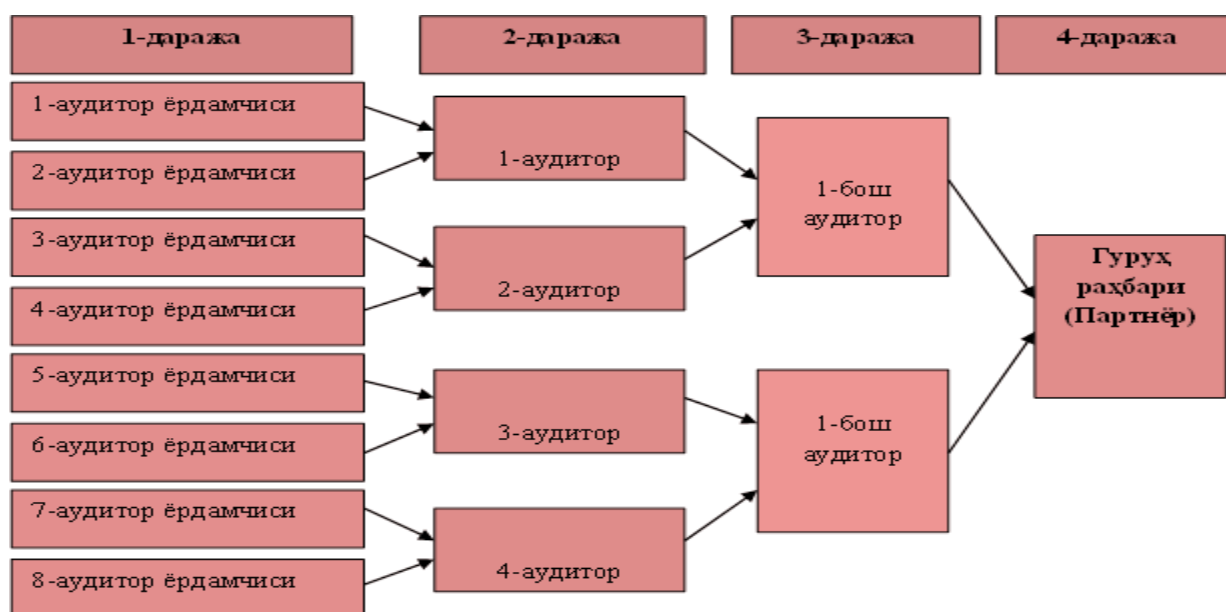 1-даража
2-даража
3-даража
4-даража
1-аудитор ёрдамчиси
2-аудитор ёрдамчиси
3-аудитор ёрдамчиси
4-аудитор ёрдамчиси
5-аудитор ёрдамчиси
6-аудитор ёрдамчиси
7-аудитор ёрдамчиси
8-аудитор ёрдамчиси
1-аудитор
2-аудитор
3-аудитор
4-аудитор
1-бош
аудитор
1-бош
аудитор
Гуруҳ
раҳбари
(Партнёр)